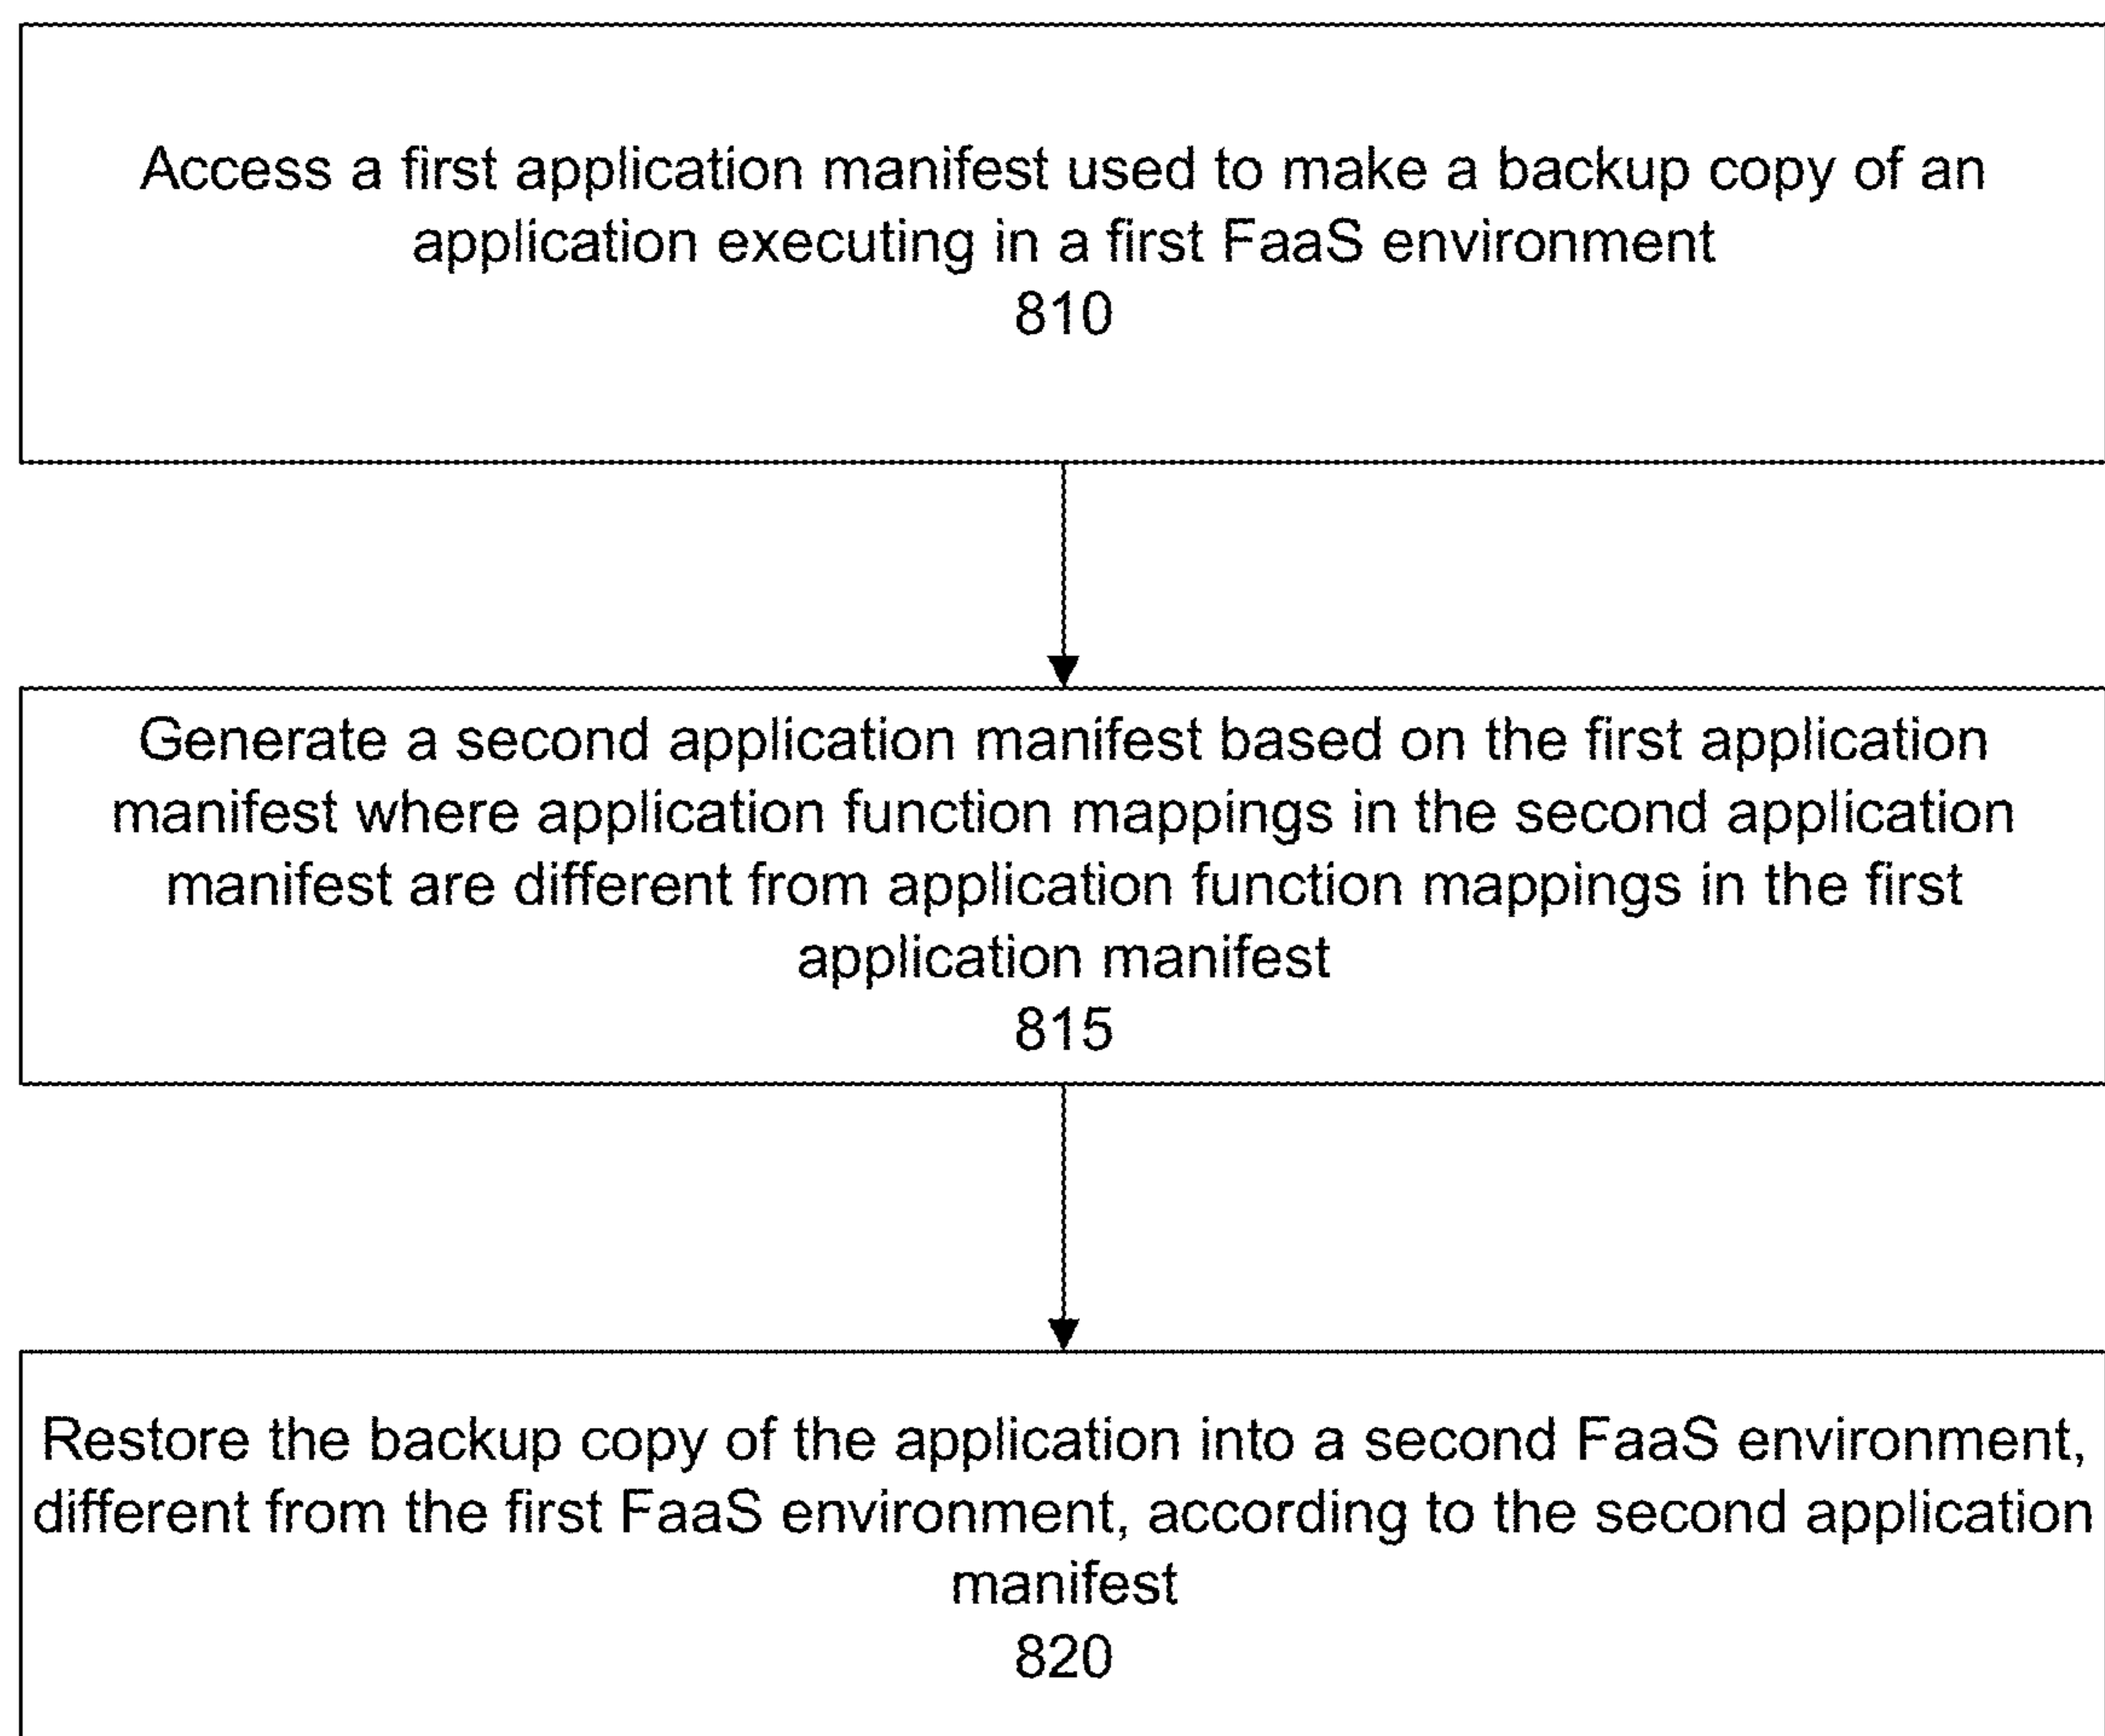 Access a first application manifest used to make a backup copy of an
application executing in a first FaaS environment
810
Generate a second application manifest based on the first application
manifest where application function mappings in the second application
manifest are different from application function mappings in the first
application manifest
815
Restore the backup copy of the application into a second FaaS environment,
different from the first FaaS environment, according to the second application
manifest
820